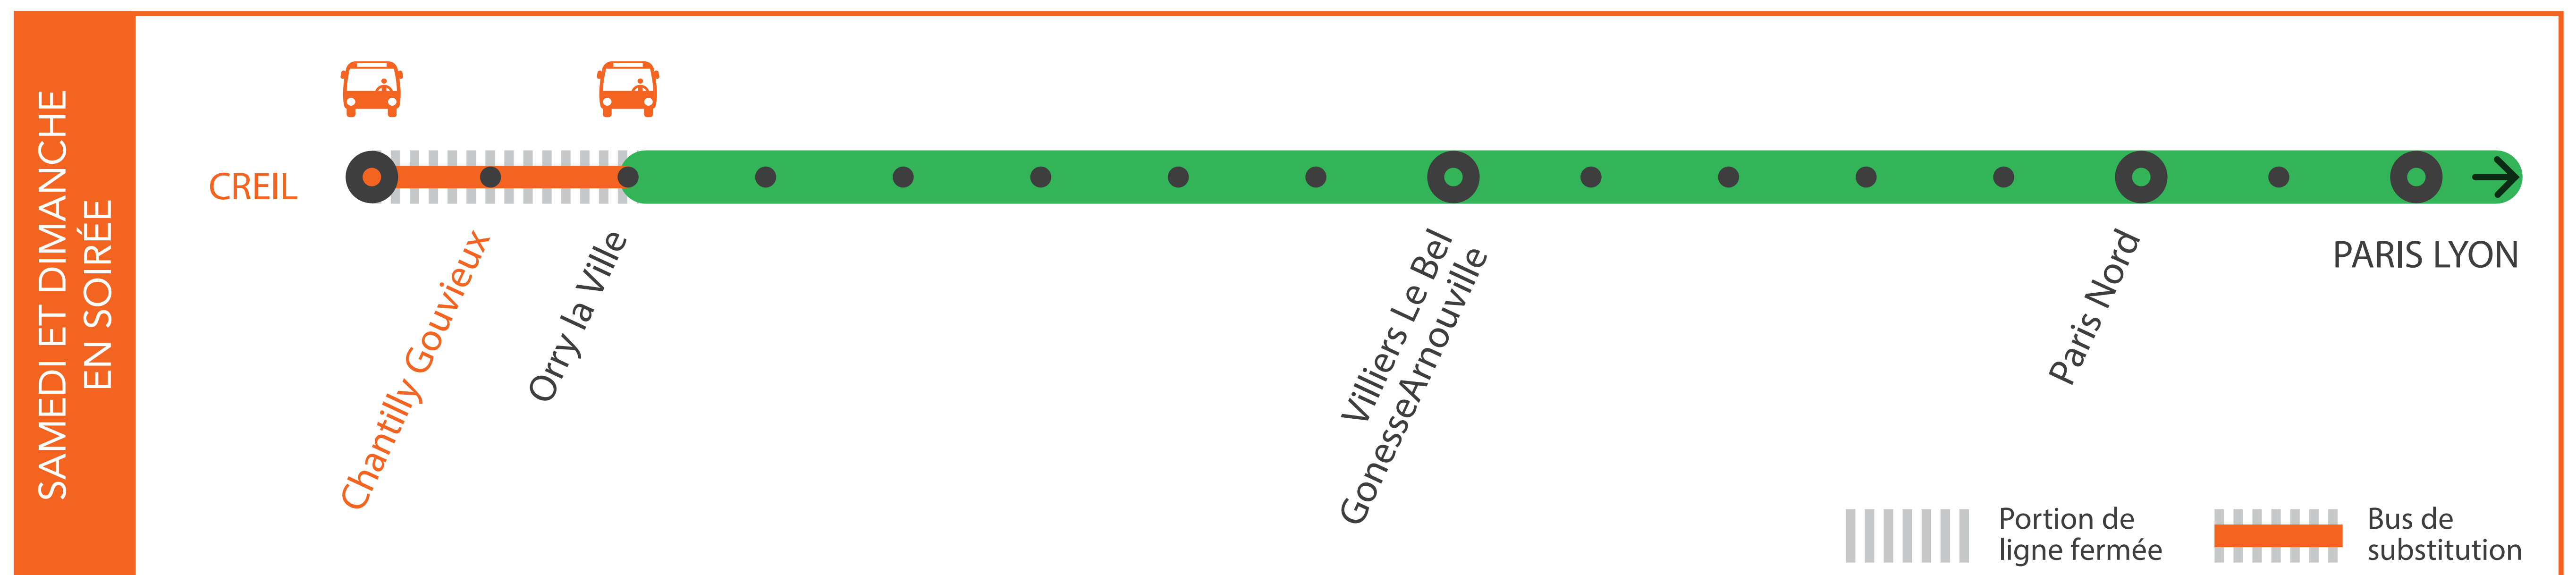 SAMEDI ET DIMANCHE
EN SOIRÉE
CREIL
Chantilly Gouvieux
Orry la Ville
Villiers Le Bel
GonesseArnouville
Paris Nord
PARIS LYON
Portion de
ligne fermée
Bus de
substitution